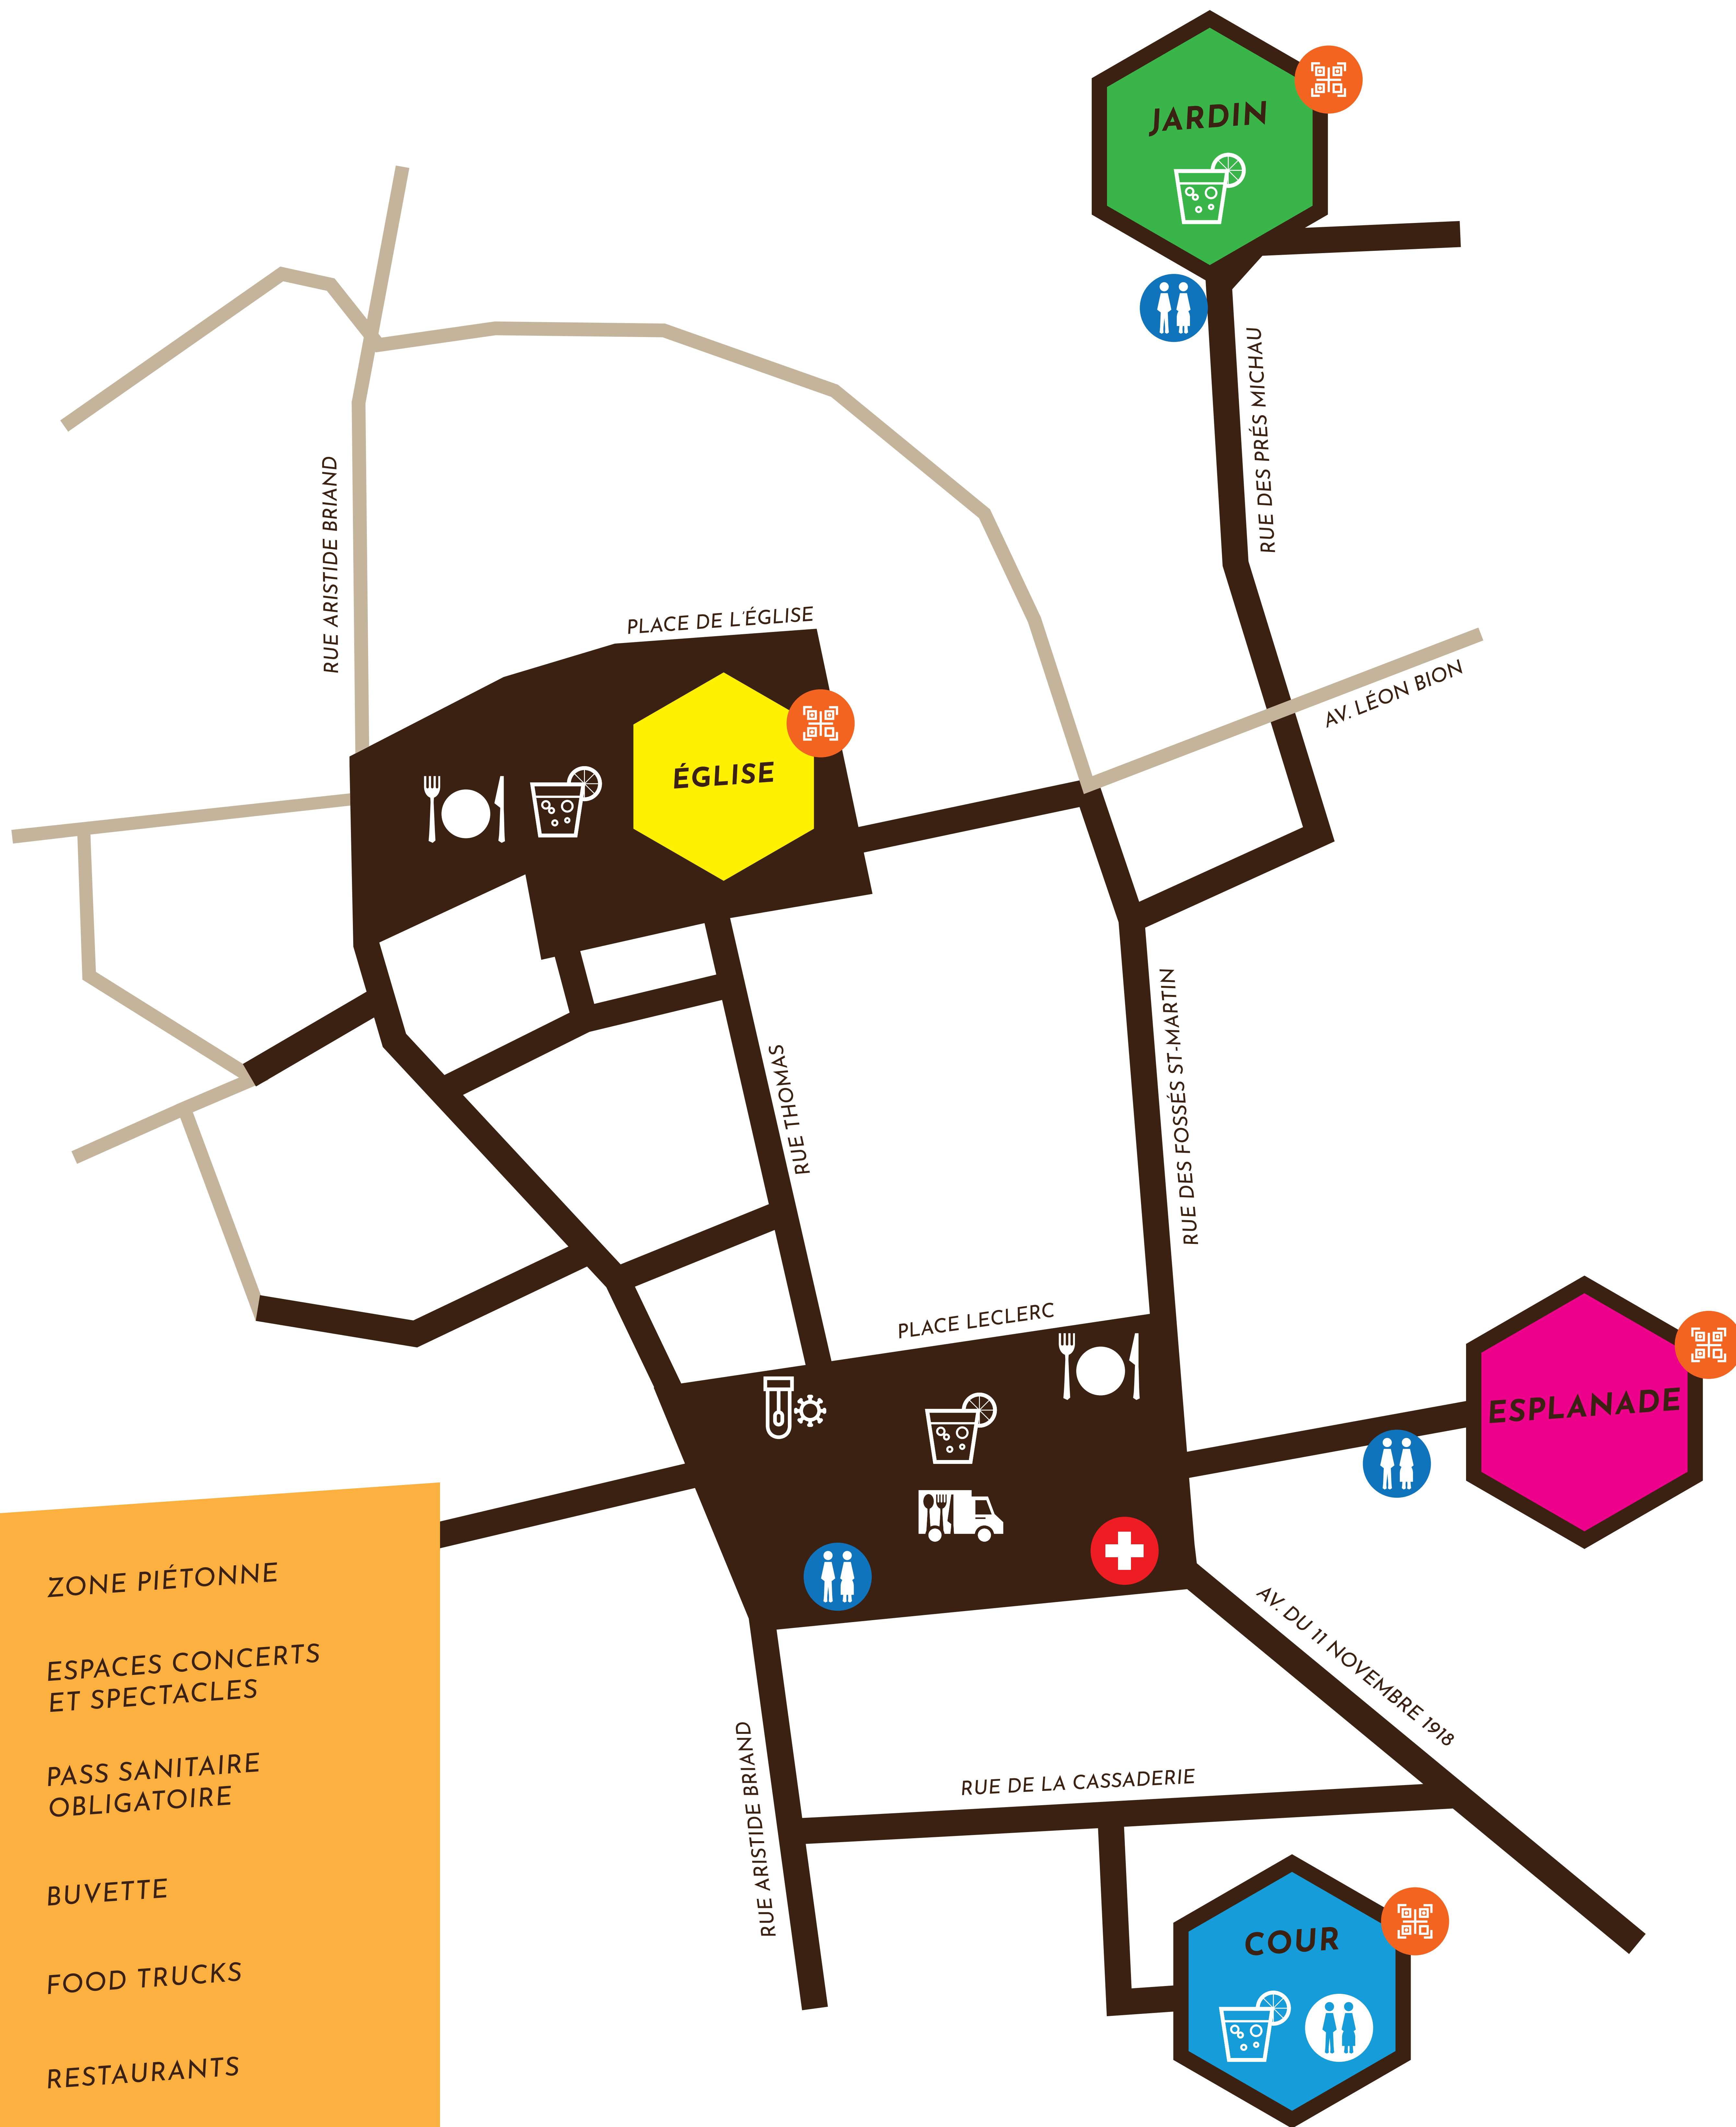 JARDIN
RUE DES PRÉS MICHAU
RUE ARISTIDE BRIAND
PLACE DE L'ÉGLISE
AV. LÉON BION
ÉGLISE
RUE THOMAS
RUE DES FOSSÉS ST-MARTIN
PLACE LECLERC
ESPLANADE
AV. DU 11 NOVEMBRE 1918
RUE ARISTIDE BRIAND
RUE DE LA CASSADERIE
COUR
ZONE PIÉTONNE
ESPACES CONCERTS
ET SPECTACLES
PASS SANITAIRE
OBLIGATOIRE
BUVETTE
FOOD TRUCKS
RESTAURANTS